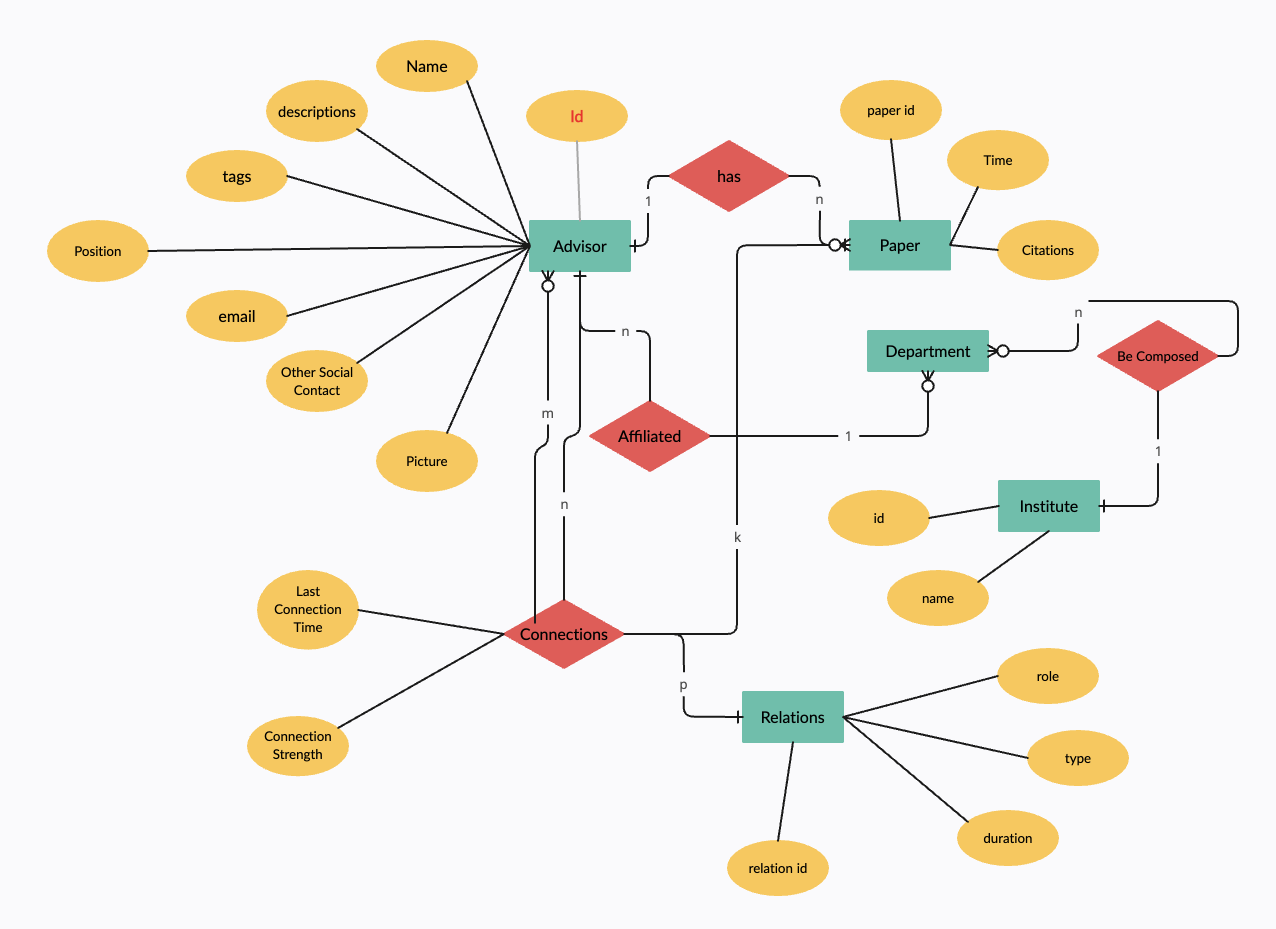 Name
descriptions
Id
paper id
Time
tags
has
1
n
Position
Advisor
Paper
Citations
email
n
n
Department
Be Composed
Other Social
Contact
m
Affiliated
1
1
Picture
n
Institute
id
k
name
Last
Connection
Time
Connections
role
p
Relations
Connection
Strength
type
duration
relation id